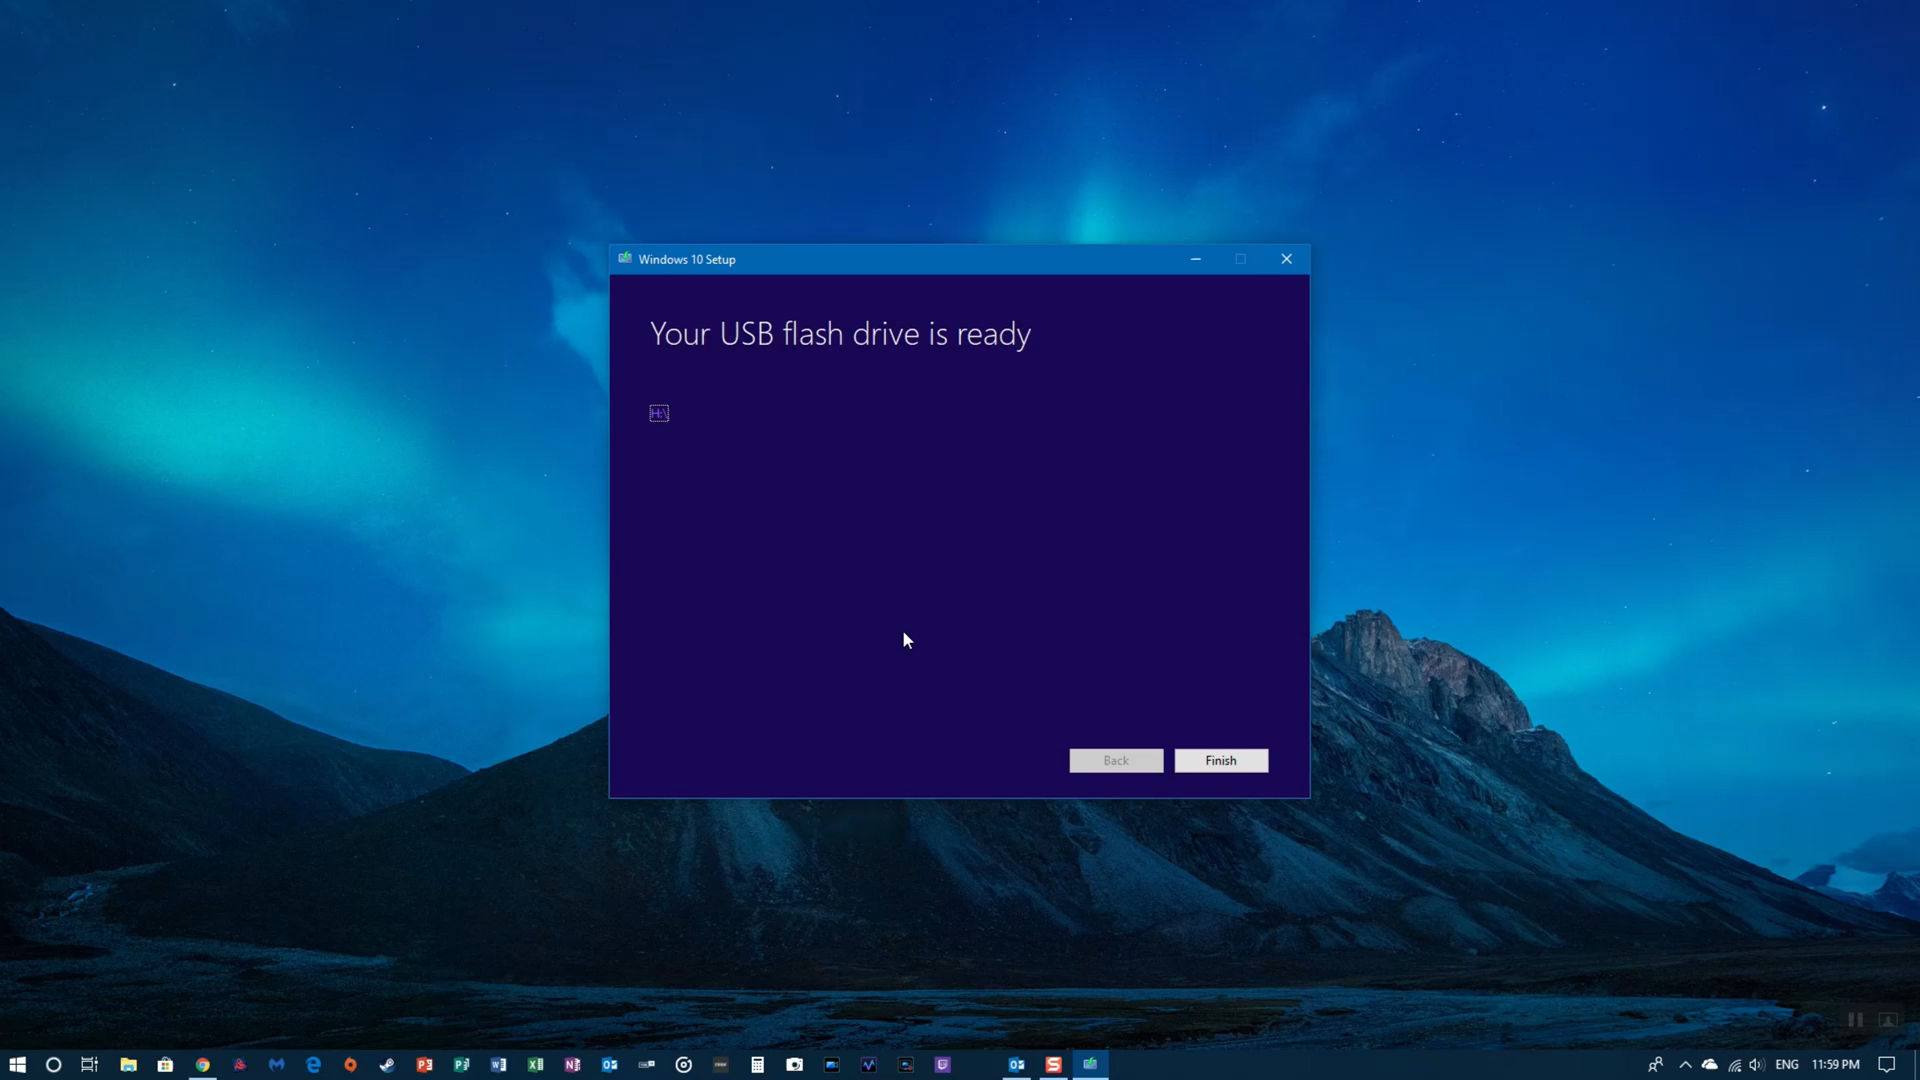 Windows 10 Setup
Your USB flash drive is ready
H:\
Back
Finish
ENG
11:59 PM